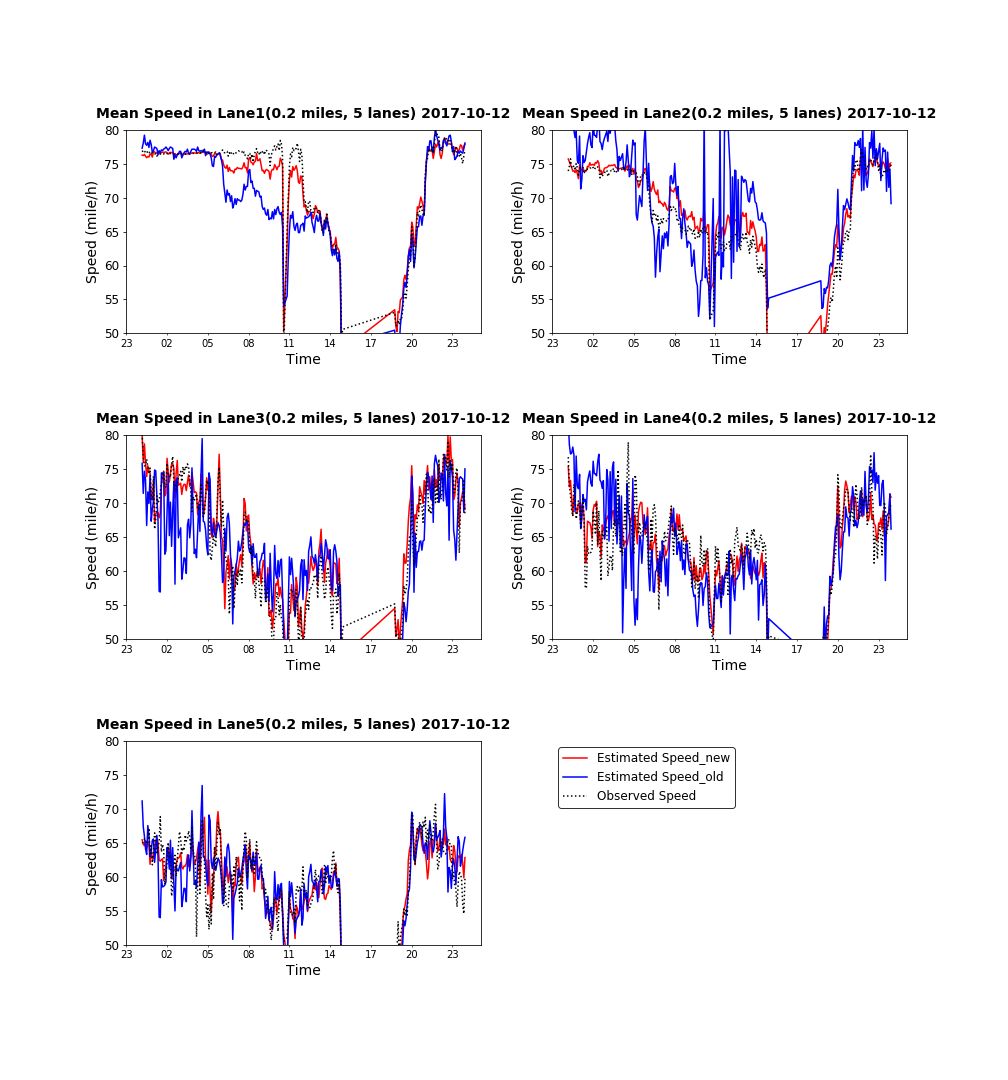 Mean Speed in Lane1(0.2 miles, 5 lanes) 2017-10-12
80
75
70
65
60
55
50
Speed (mile/h)
23 02 05 08 11 14 17 20 23
Time
Mean Speed in Lane2(0.2 miles, 5 lanes) 2017-10-12
80
75
70
65
60
55
50
Speed (mile/h)
23 02 05 08 11 14 17 20 23
Time
Mean Speed in Lane3(0.2 miles, 5 lanes) 2017-10-12
80
75
70
65
60
55
50
Speed (mile/h)
23 02 05 08 11 14 17 20 23
Time
Mean Speed in Lane4(0.2 miles, 5 lanes) 2017-10-12
80
75
70
65
60
55
50
Speed (mile/h)
23 02 05 08 11 14 17 20 23
Time
Mean Speed in Lane5(0.2 miles, 5 lanes) 2017-10-12
80
75
70
65
60
55
50
Speed (mile/h)
23 02 05 08 11 14 17 20 23
Time
Estimated Speed_new
Estimated Speed_old
Observed Speed